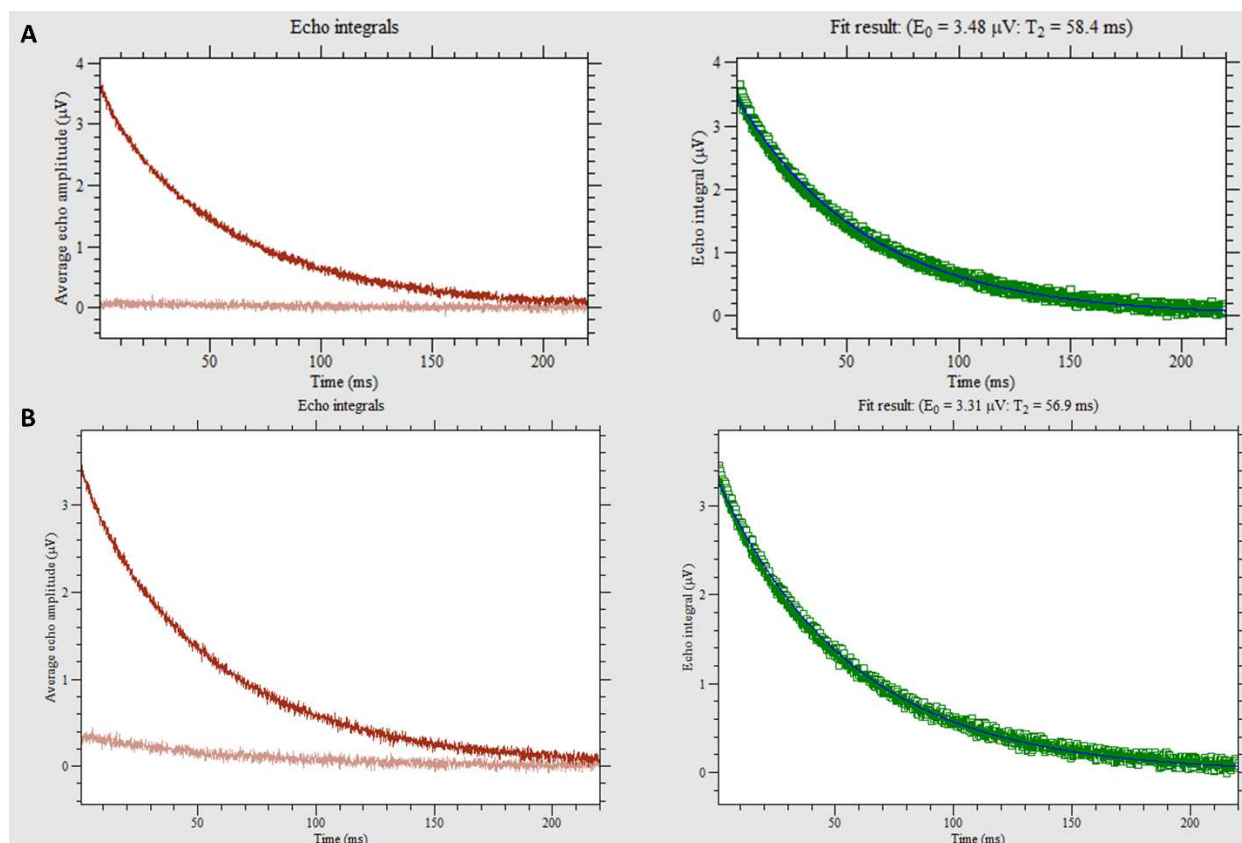 A
Echo integrals
Fit result: (E₀ = 3.48 μV: T₂ = 58.4 ms)
Average echo amplitude (μV)
4
3
2
1
0
50 100 150 200
Time (ms)
Echo integral (μV)
4
3
2
1
0
50 100 150 200
Time (ms)
B
Echo integrals
Fit result: (E₀ = 3.31 μV: T₂ = 56.9 ms)
Average echo amplitude (μV)
3
2
1
0
50 100 150 200
Time (ms)
Echo integral (μV)
3
2
1
0
50 100 150 200
Time (ms)